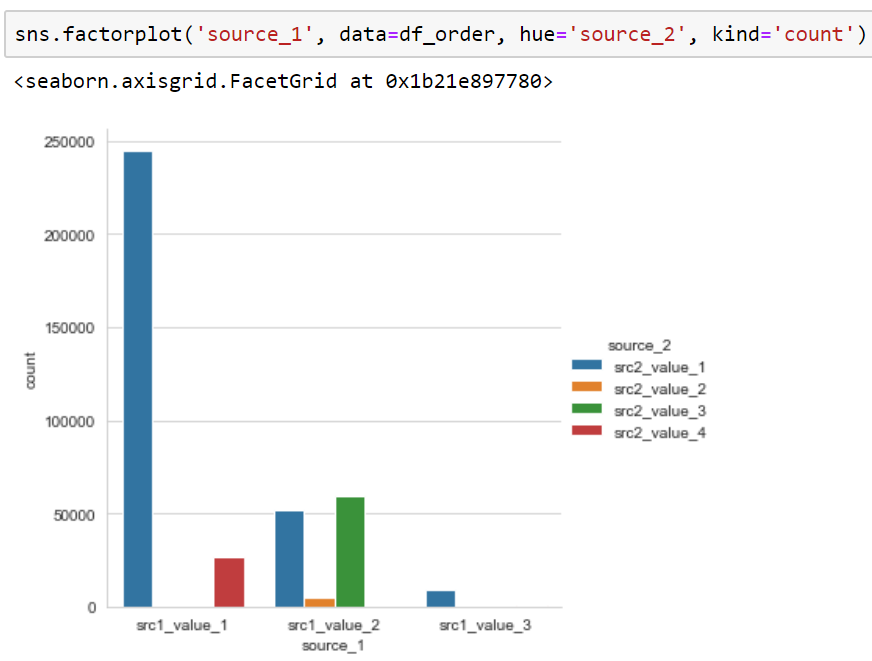 sns.factorplot('source_1', data=df_order, hue='source_2', kind='count')
<seaborn.axisgrid.FacetGrid at 0x1b21e897780>
250000
200000
150000
100000
50000
0
count
src1_value_1
src1_value_2
src1_value_3
source_1
source_2
src2_value_1
src2_value_2
src2_value_3
src2_value_4